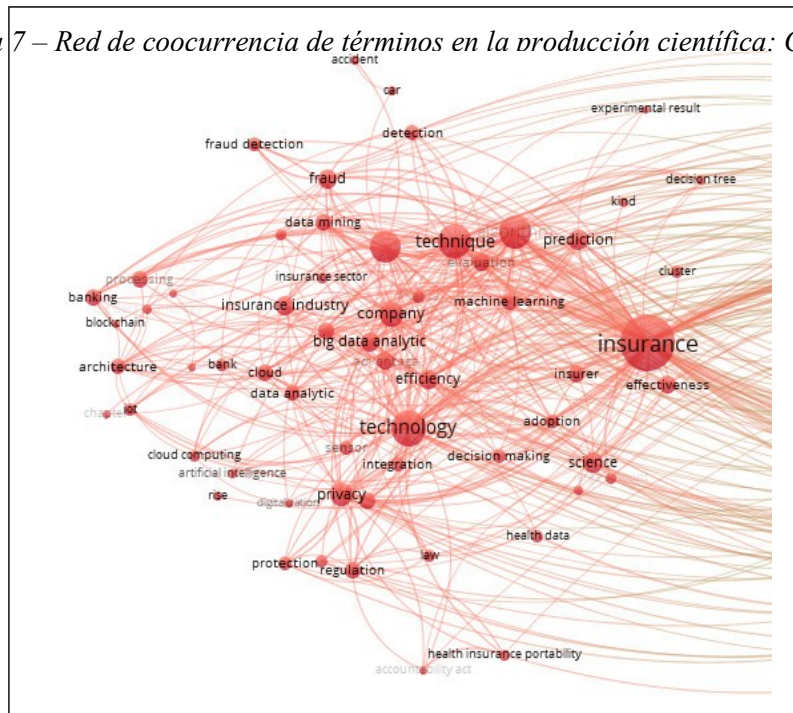 7 – Red de coocurrencia de términos en la producción científica:
accident
car
experimental result
detection
fraud detection
fraud
decision tree
kind
data mining
technique
prediction
evaluation
processing
insurance sector
cluster
banking
insurance industry
company
machine learning
blockchain
big data analytic
insurance
advantage
architecture
bank
cloud
efficiency
insurer
effectiveness
data analytic
iot
technology
adoption
sensor
cloud computing
integration
decision making
science
artificial intelligence
rise
digitization
privacy
health data
protection
regulation
law
health insurance portability
accountability act